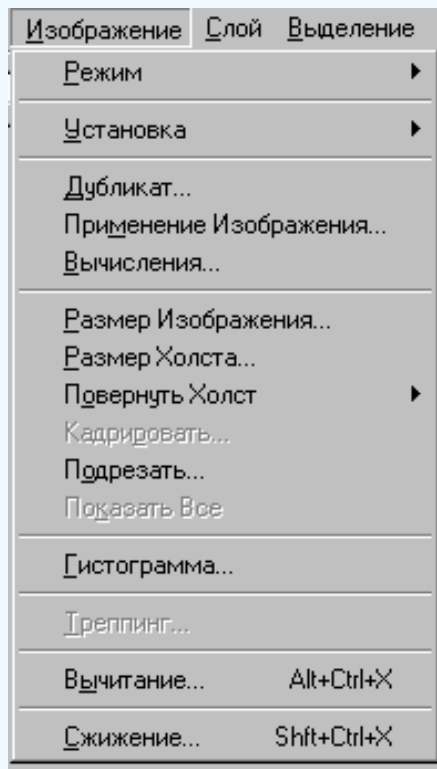 Изображение Слой Выделение
Режим
Установка
Дубликат...
Применение Изображения...
Вычисления...
Размер Изображения...
Размер Холста...
Повернуть Холст
Кадрировать...
Подрезать...
Показать Все
Гистограмма...
Треппинг...
Вычитание... Alt+Ctrl+X
Сжижение... Shft+Ctrl+X